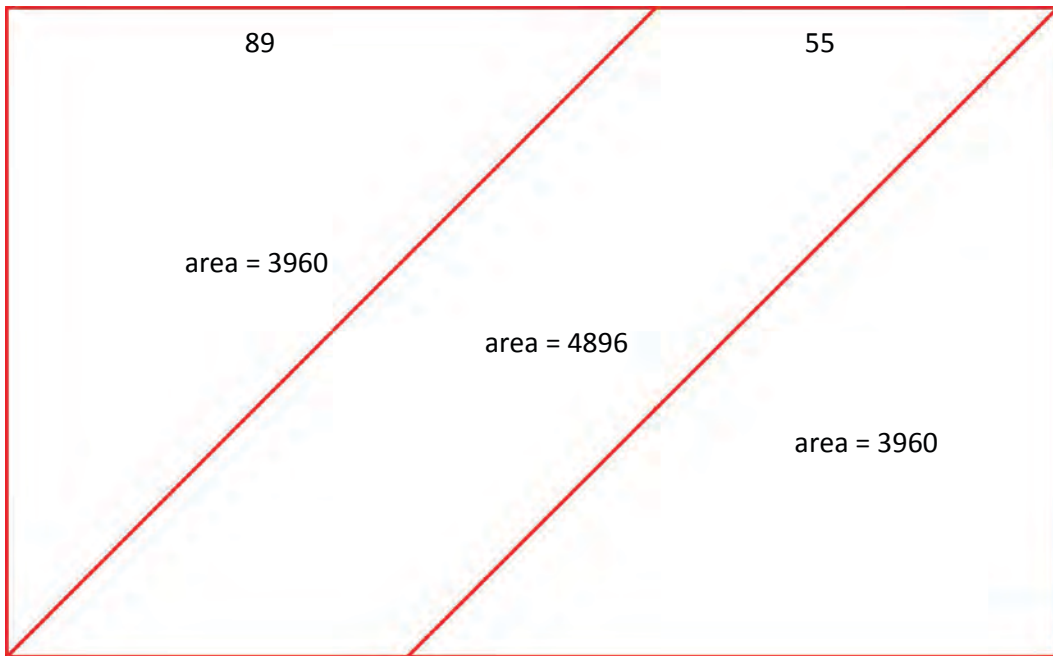 89
55
area = 3960
area = 4896
area = 3960